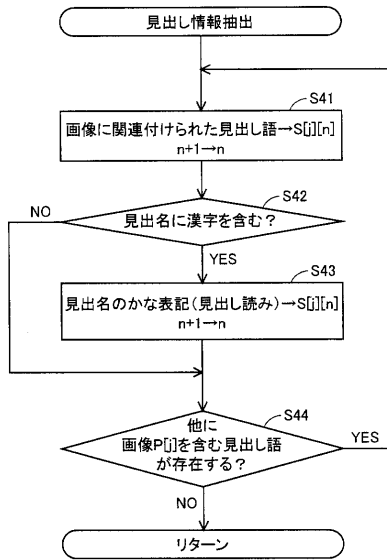 見出し情報抽出
S41
画像に関連付けられた見出し語→S[j][n]
n+1→n
S42
NO
見出名に漢字を含む？
YES
S43
見出名のかな表記(見出し読み)→S[j][n]
n+1→n
S44
他に
画像P[j]を含む見出し語
が存在する？
YES
NO
リターン